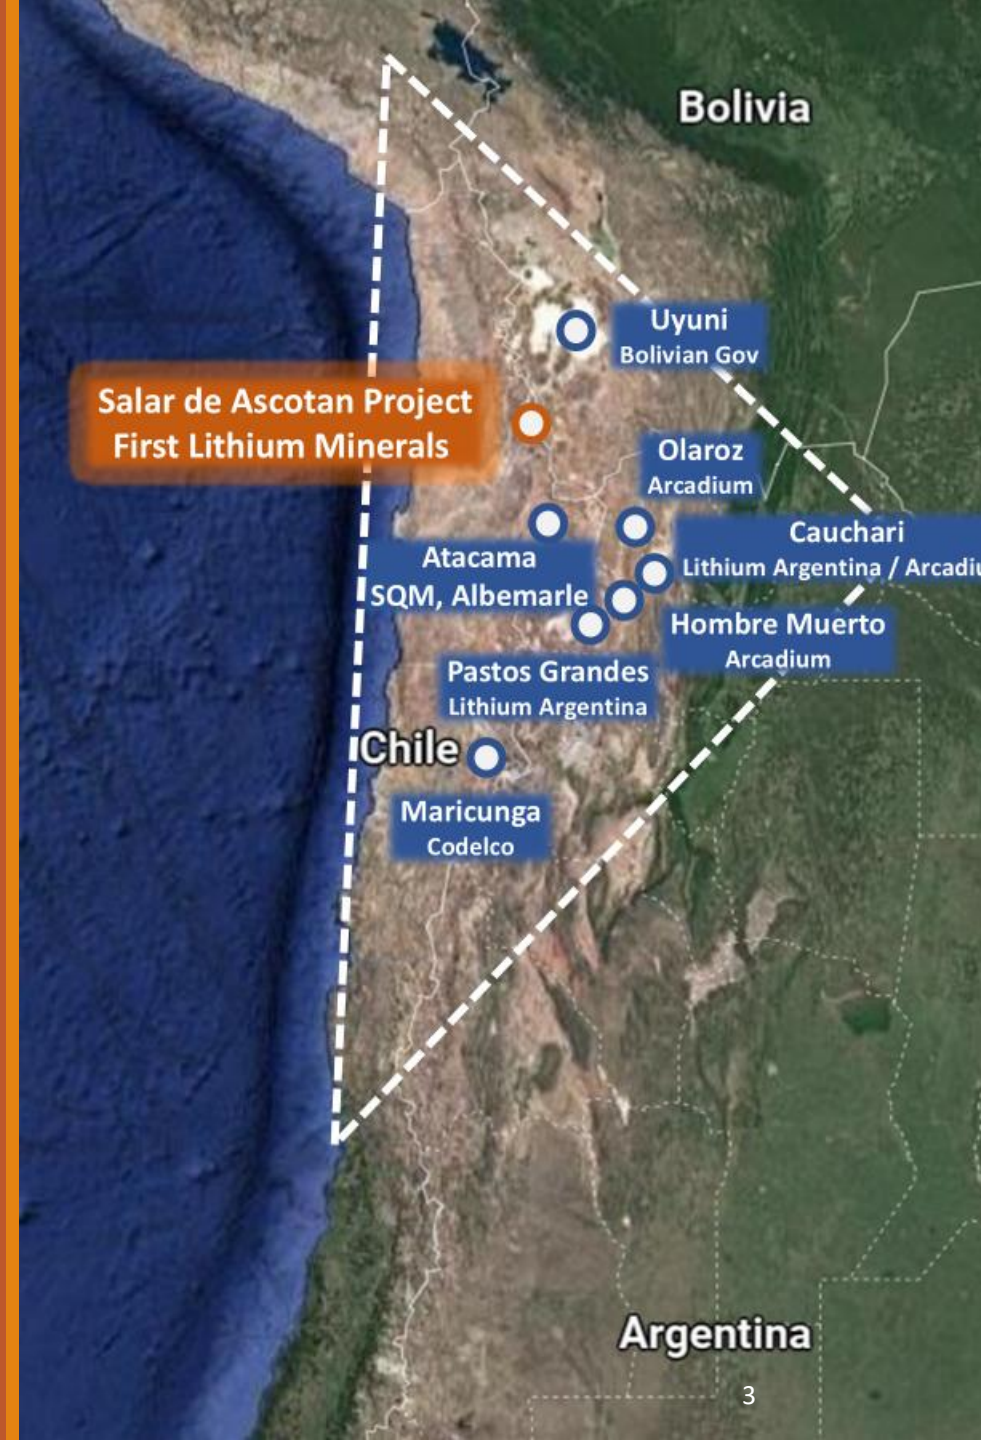 Bolivia
Uyuni
Bolivian Gov
Salar de Ascotan Project
First Lithium Minerals
Olaroz
Arcadium
Cauchari
Lithium Argentina / Arcadiu
Atacama
SQM, Albemarle
Hombre Muerto
Arcadium
Pastos Grandes
Lithium Argentina
Chile
Maricunga
Codelco
Argentina
3